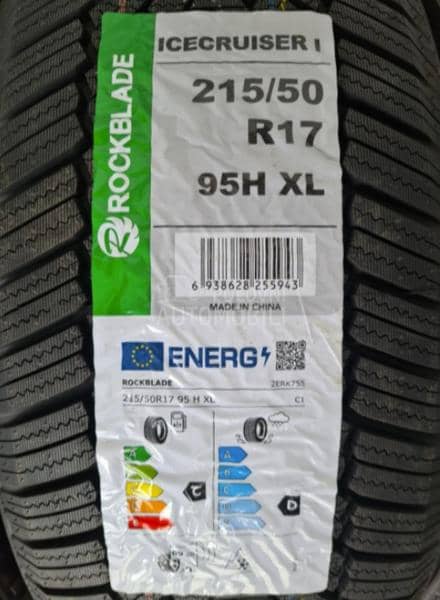 ROCKBLADE
ICECRUISER I
215/50
R17
95H XL
6 938628 255943
MADE IN CHINA
ENERG
ROCKBLADE 2ERK755
215/50R17 95 H XL C1
A
A
C
D